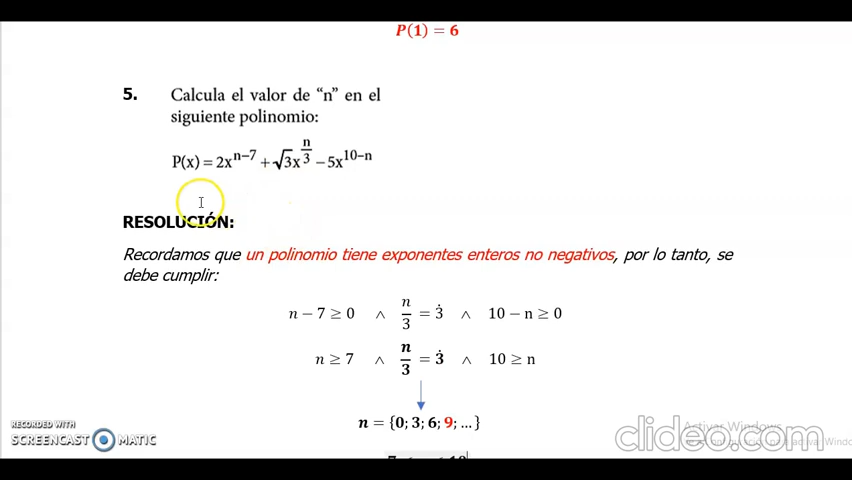 P(1) = 6
5. Calcula el valor de “n” en el
siguiente polinomio:
P(x) = 2x^{n–7} + √3x^{n/3} – 5x^{10–n}
RESOLUCIÓN:
Recordamos que un polinomio tiene exponentes enteros no negativos, por lo tanto, se
debe cumplir:
n − 7 ≥ 0 ∧ n/3 = 3̇ ∧ 10 − n ≥ 0
n ≥ 7 ∧ n/3 = 3̇ ∧ 10 ≥ n
n = {0; 3; 6; 9; …}
RECORDED WITH
SCREENCAST MATIC
Activar Windows
clideo.com